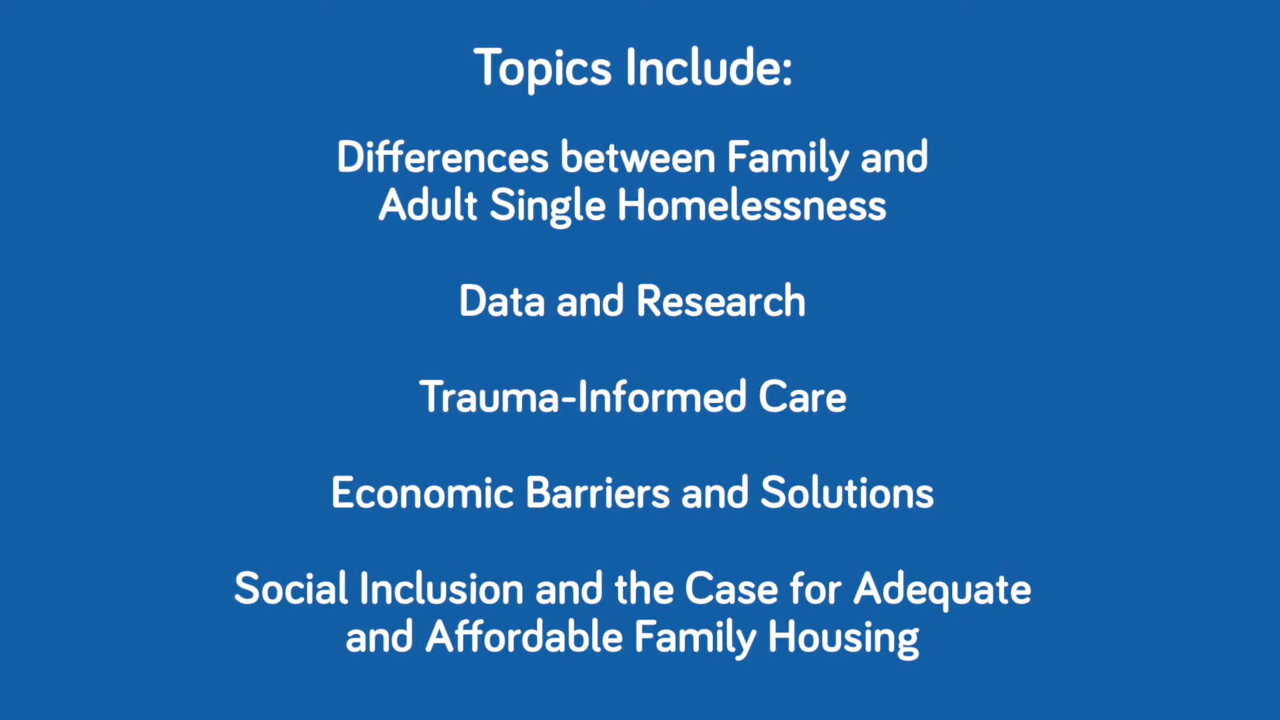 Topics Include:
Differences between Family and
Adult Single Homelessness
Data and Research
Trauma-Informed Care
Economic Barriers and Solutions
Social Inclusion and the Case for Adequate
and Affordable Family Housing